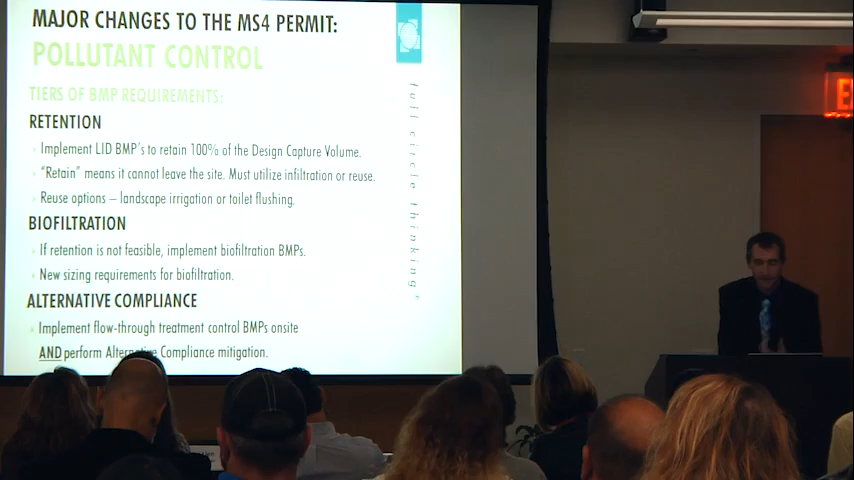 MAJOR CHANGES TO THE MS4 PERMIT:
POLLUTANT CONTROL
TIERS OF BMP REQUIREMENTS:
RETENTION
Implement LID BMP's to retain 100% of the Design Capture Volume.
"Retain" means it cannot leave the site. Must utilize infiltration or reuse.
Reuse options – landscape irrigation or toilet flushing.
BIOFILTRATION
If retention is not feasible, implement biofiltration BMPs.
New sizing requirements for biofiltration.
ALTERNATIVE COMPLIANCE
Implement flow-through treatment control BMPs onsite
AND perform Alternative Compliance mitigation.
full circle thinking®